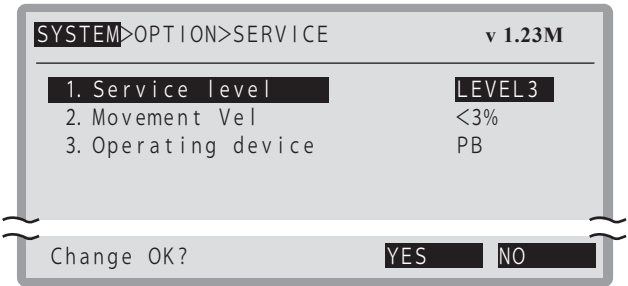 SYSTEM>OPTION>SERVICE v 1.23M
1. Service level LEVEL3
2. Movement Vel <3%
3. Operating device PB
Change OK? YES NO